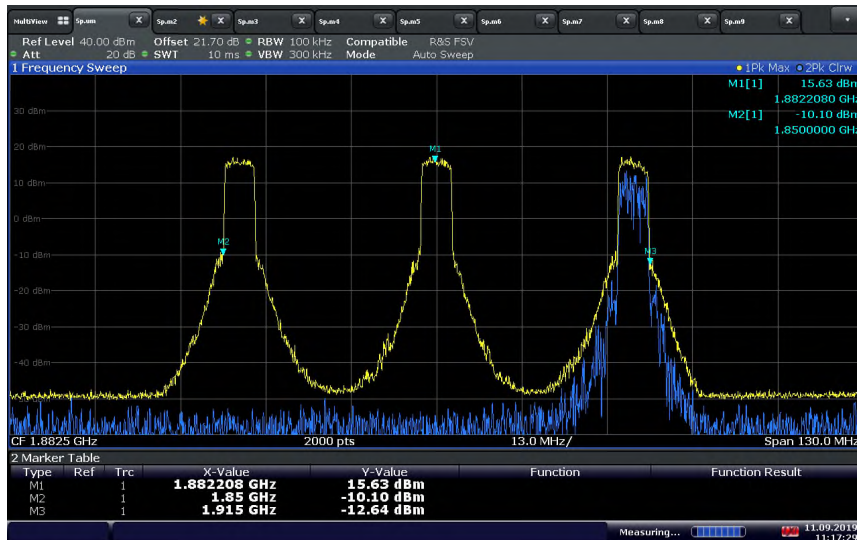 MultiView Sp.um X Sp.m2 X Sp.m3 X Sp.m4 X Sp.m5 X Sp.m6 X Sp.m7 X Sp.m8 X Sp.m9 X
Ref Level 40.00 dBm Offset 21.70 dB RBW 100 kHz Compatible R&S FSV
Att 20 dB SWT 10 ms VBW 300 kHz Mode Auto Sweep
1 Frequency Sweep 1Pk Max 2Pk Clrw
M1[1] 15.63 dBm
1.8822080 GHz
M2[1] -10.10 dBm
1.8500000 GHz
30 dBm
20 dBm
M1
10 dBm
0 dBm
M2
M3
-10 dBm
-20 dBm
-30 dBm
-40 dBm
CF 1.8825 GHz 2000 pts 13.0 MHz/ Span 130.0 MHz
2 Marker Table
Type Ref Trc X-Value Y-Value Function Function Result
M1 1 1.882208 GHz 15.63 dBm
M2 1 1.85 GHz -10.10 dBm
M3 1 1.915 GHz -12.64 dBm
Measuring... 11.09.2019
11:17:29